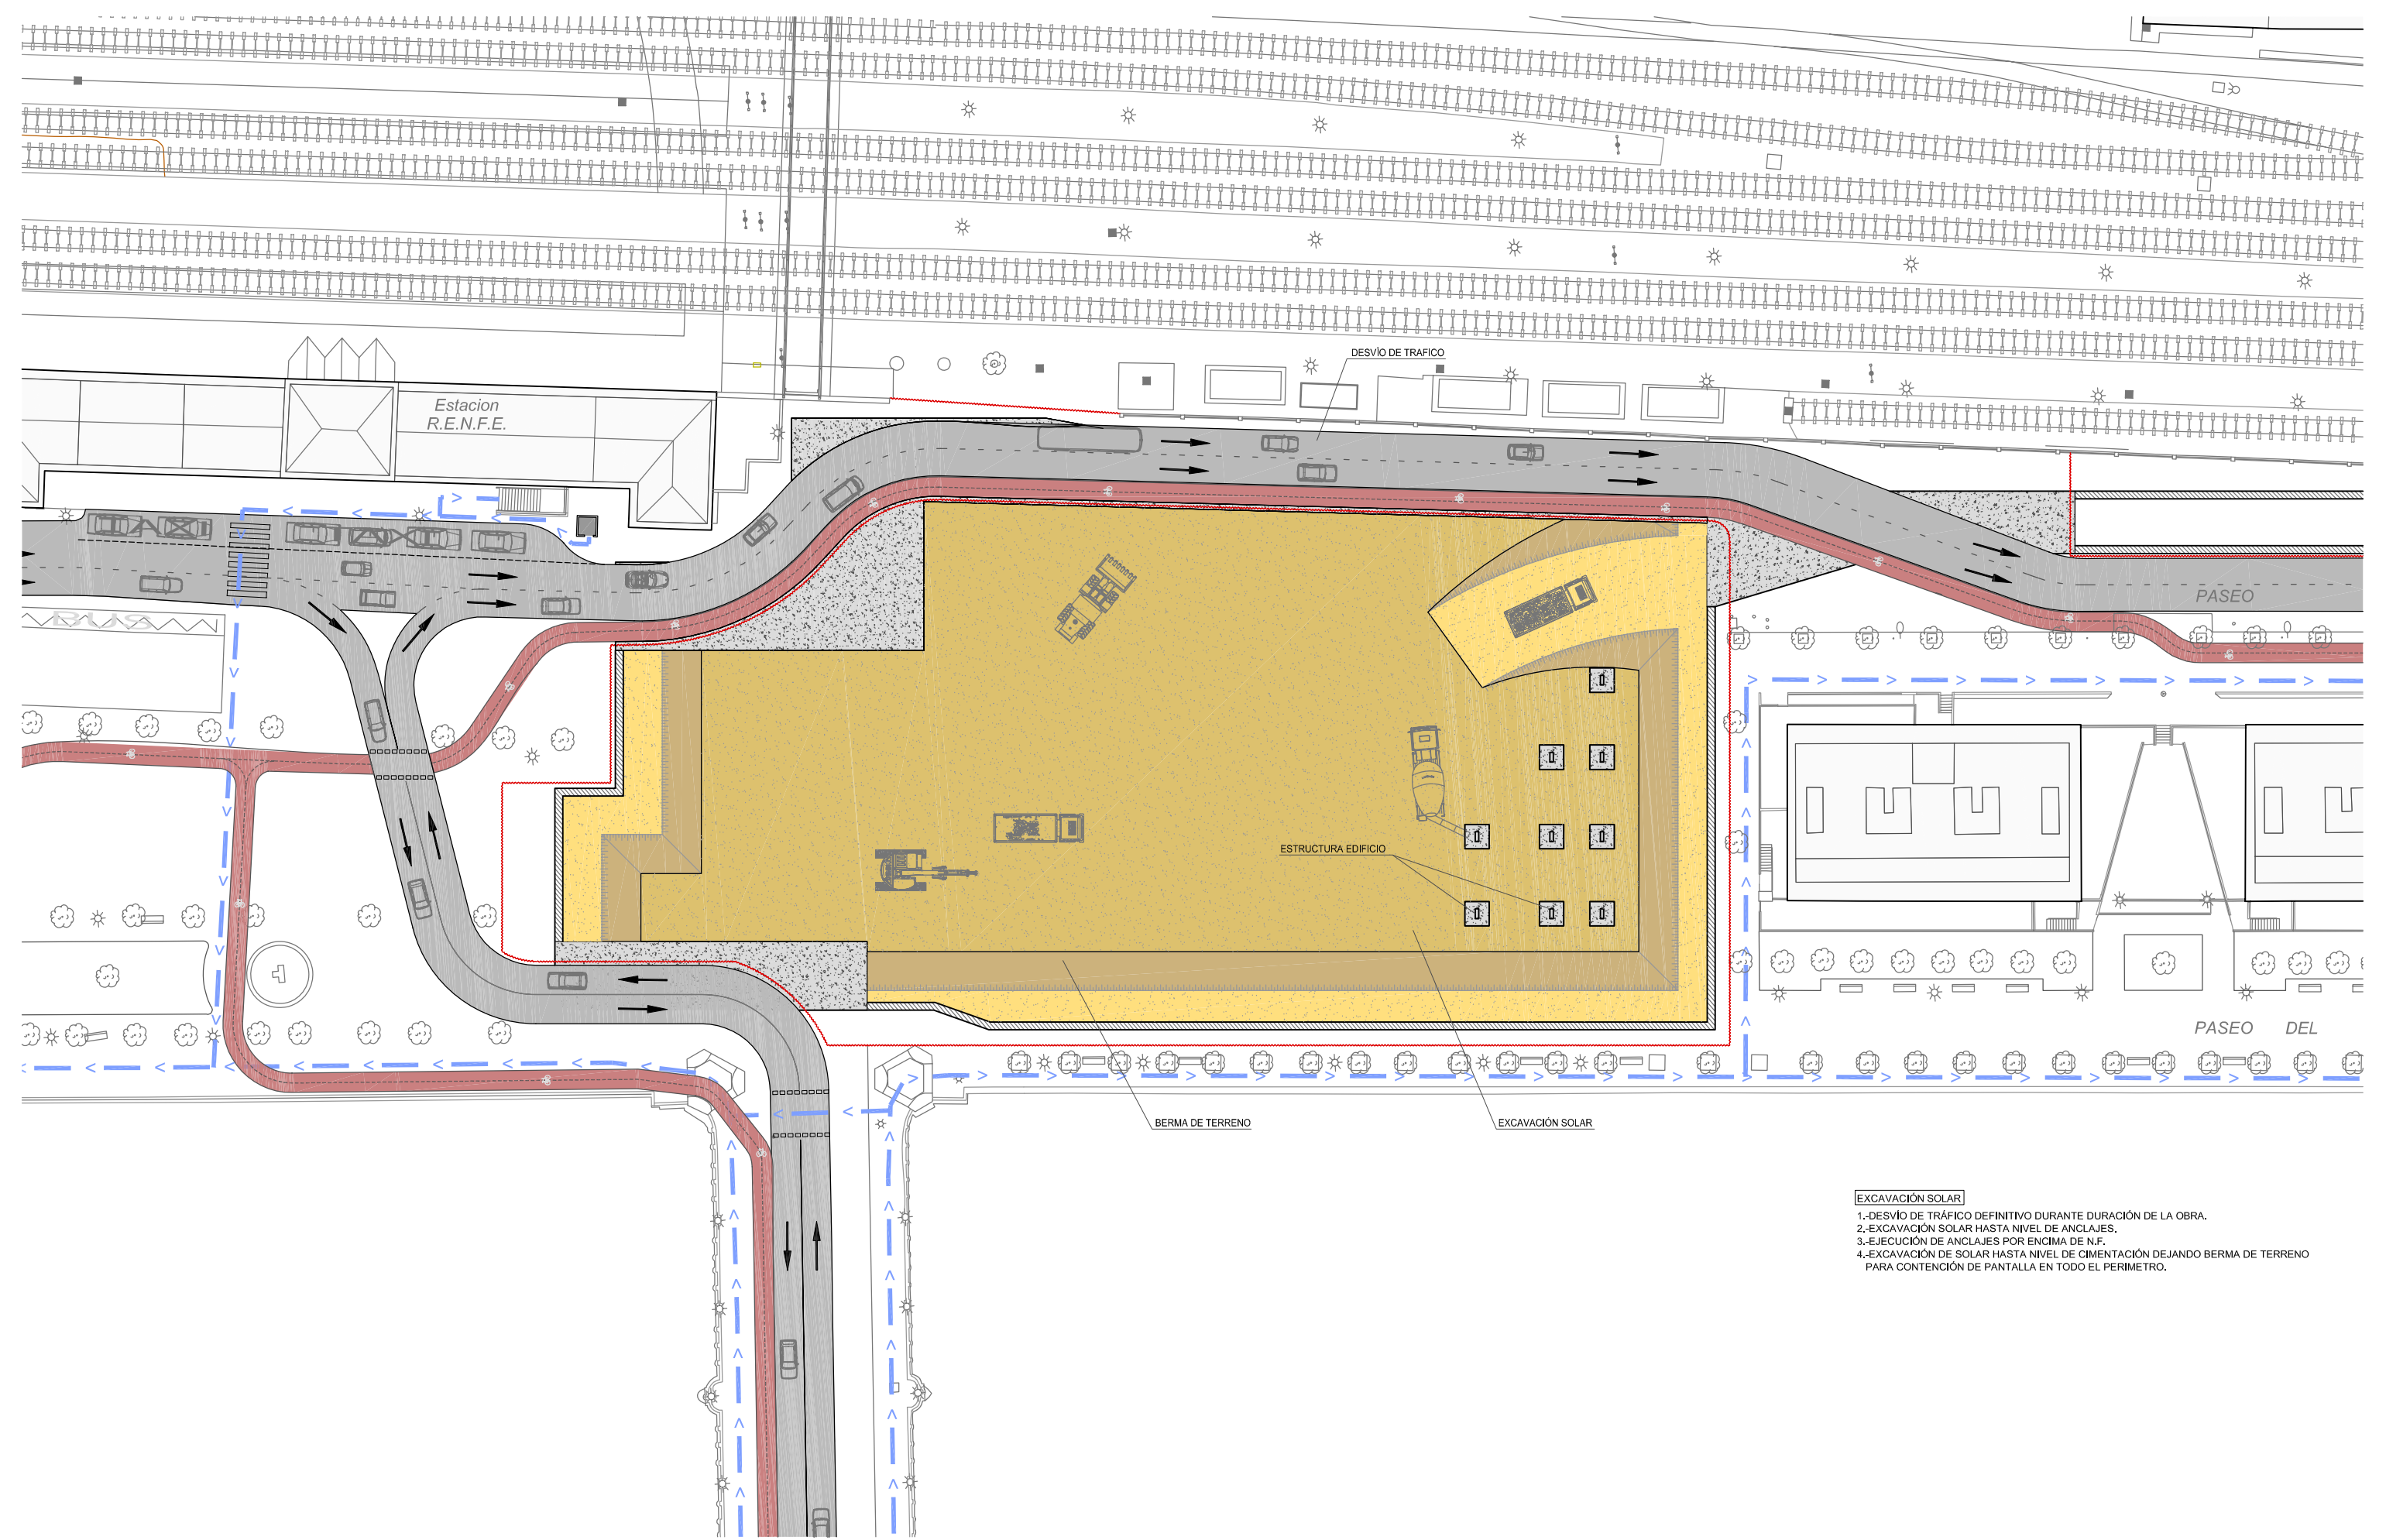 DESVÌO DE TRAFICO
Estacion
R.E.N.F.E.
PASEO
BUS
ESTRUCTURA EDIFICIO
PASEO DEL
BERMA DE TERRENO
EXCAVACIÓN SOLAR
EXCAVACIÓN SOLAR
1.-DESVÍO DE TRÁFICO DEFINITIVO DURANTE DURACIÓN DE LA OBRA.
2.-EXCAVACIÓN SOLAR HASTA NIVEL DE ANCLAJES.
3.-EJECUCIÓN DE ANCLAJES POR ENCIMA DE N.F.
4.-EXCAVACIÓN DE SOLAR HASTA NIVEL DE CIMENTACIÓN DEJANDO BERMA DE TERRENO
PARA CONTENCIÓN DE PANTALLA EN TODO EL PERIMETRO.